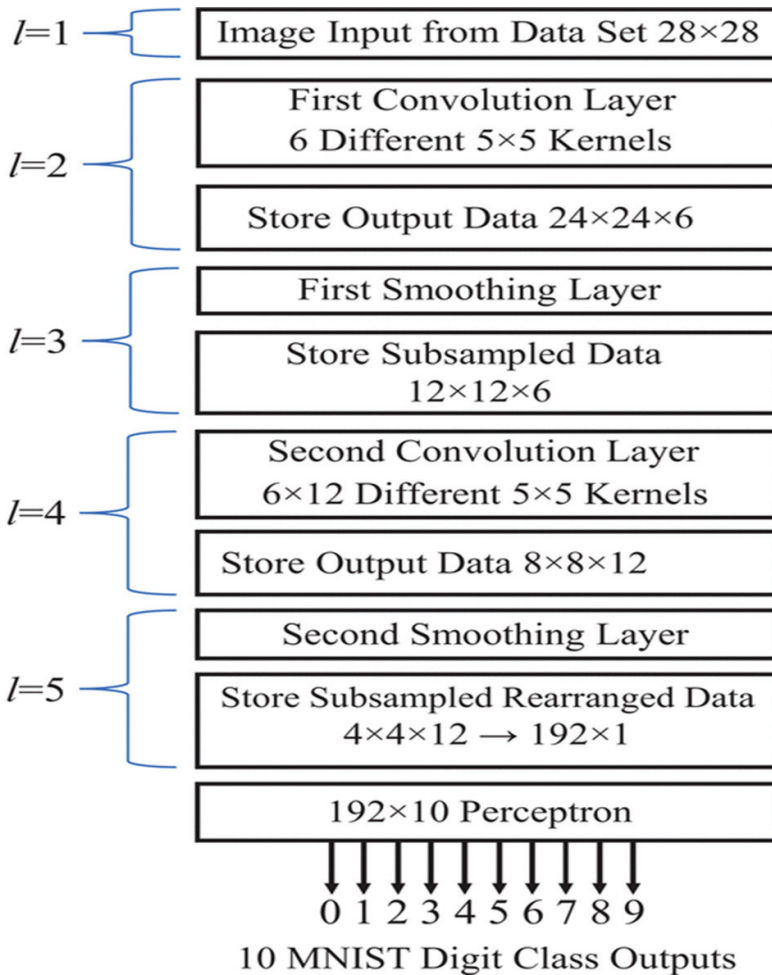 l=1
Image Input from Data Set 28×28
l=2
First Convolution Layer
6 Different 5×5 Kernels
Store Output Data 24×24×6
l=3
First Smoothing Layer
Store Subsampled Data
12×12×6
l=4
Second Convolution Layer
6×12 Different 5×5 Kernels
Store Output Data 8×8×12
l=5
Second Smoothing Layer
Store Subsampled Rearranged Data
4×4×12 → 192×1
192×10 Perceptron
0 1 2 3 4 5 6 7 8 9
10 MNIST Digit Class Outputs